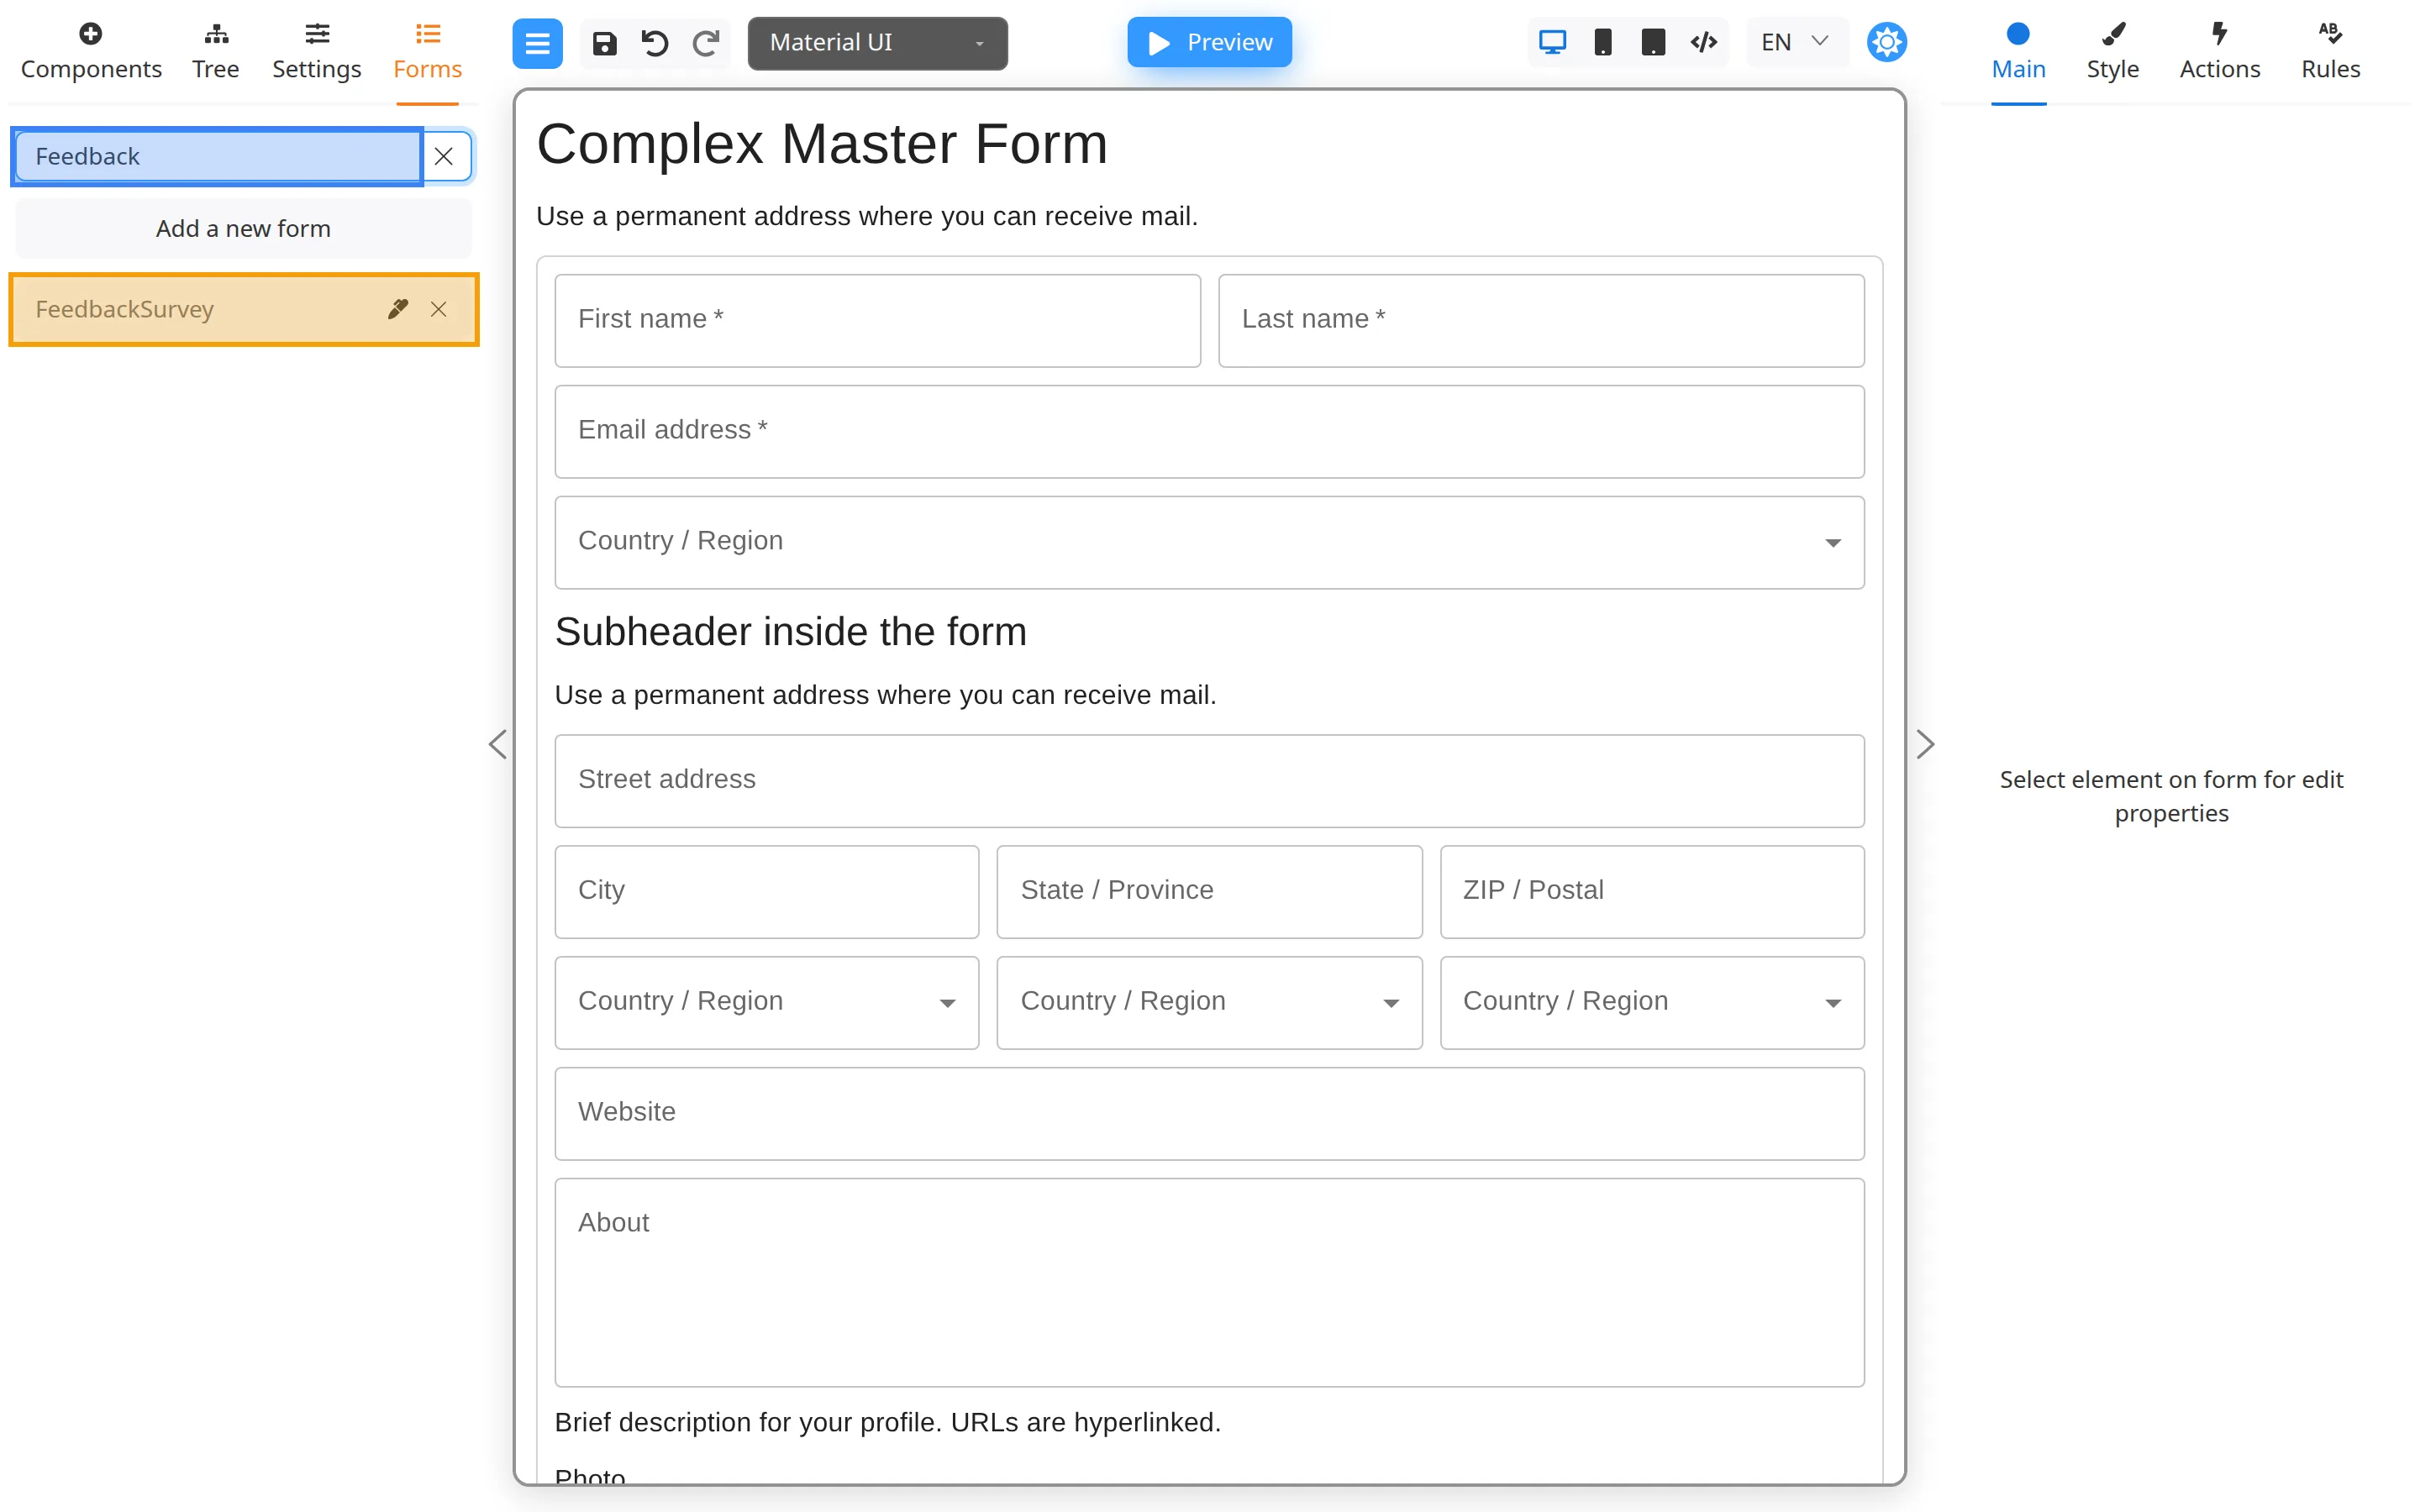 Components Tree Settings Forms
Material UI
Preview
EN
Main Style Actions Rules
Feedback
Add a new form
FeedbackSurvey
Complex Master Form
Use a permanent address where you can receive mail.
First name *
Last name *
Email address *
Country / Region
Subheader inside the form
Use a permanent address where you can receive mail.
Street address
City
State / Province
ZIP / Postal
Country / Region
Country / Region
Country / Region
Website
About
Brief description for your profile. URLs are hyperlinked.
Photo
Select element on form for edit
properties